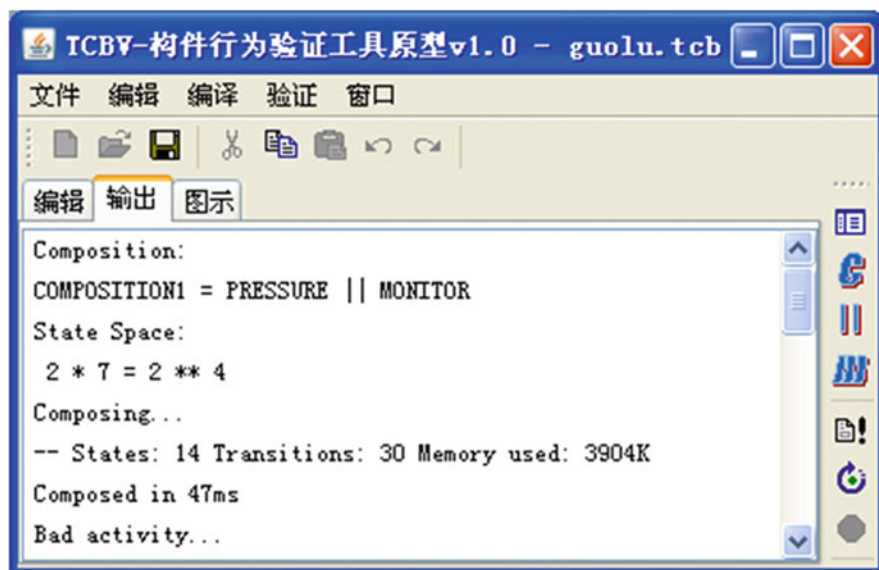 TCBV-构件行为验证工具原型v1.0 - guolu.tcb
文件 编辑 编译 验证 窗口
编辑 输出 图示
Composition:
COMPOSITION1 = PRESSURE || MONITOR
State Space:
2 * 7 = 2 ** 4
Composing...
-- States: 14 Transitions: 30 Memory used: 3904K
Composed in 47ms
Bad activity...